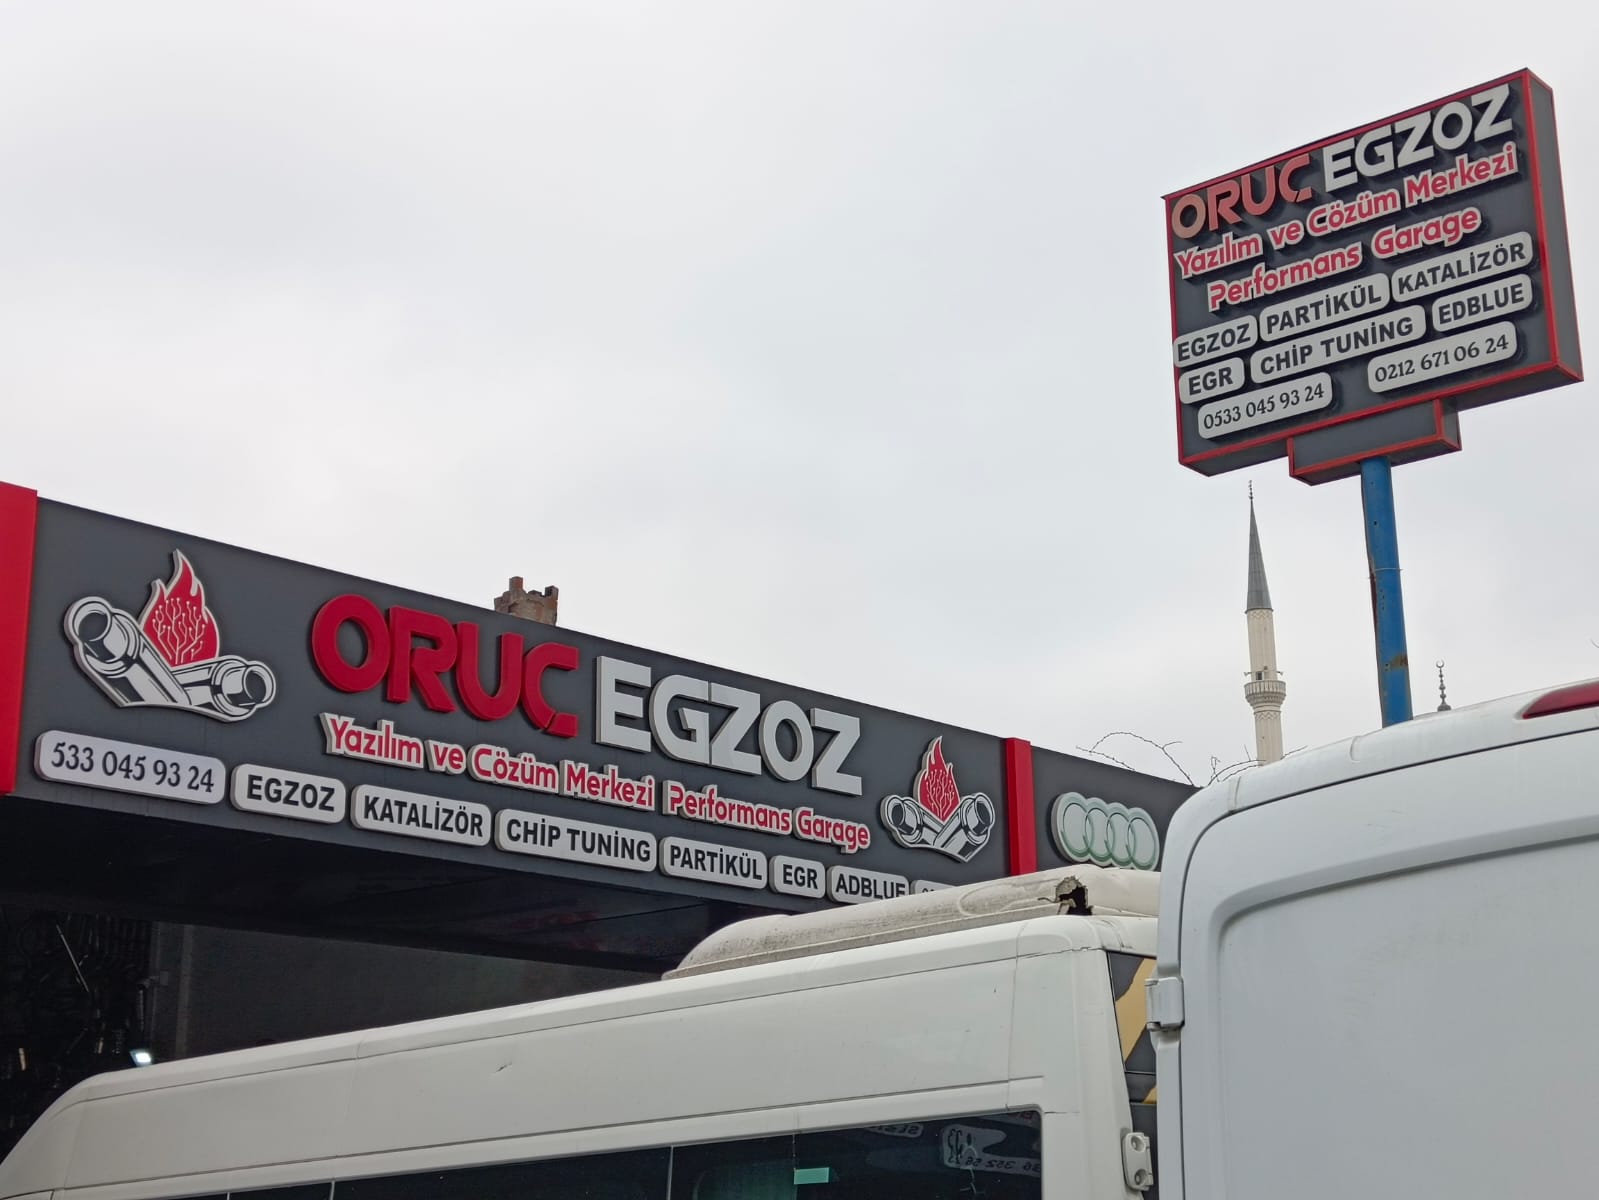 ORUÇ EGZOZ
Yazılım ve Çözüm Merkezi
Performans Garage
EGZOZ PARTİKÜL KATALİZÖR
EGR CHİP TUNİNG EDBLUE
0533 045 93 24 0212 671 06 24
ORUÇ EGZOZ
Yazılım ve Çözüm Merkezi Performans Garage
533 045 93 24 EGZOZ KATALİZÖR CHİP TUNİNG PARTİKÜL EGR ADBLUE